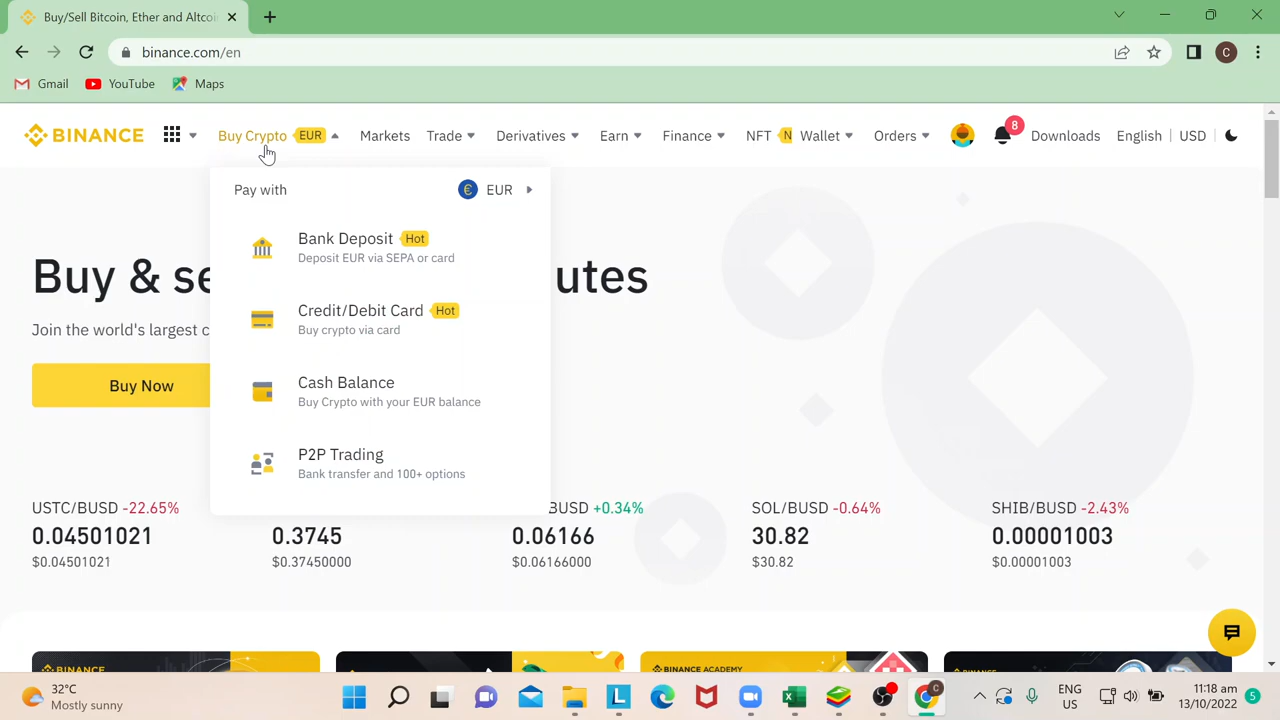 Buy/Sell Bitcoin, Ether and Altcoi
binance.com/en
C
Gmail
YouTube
Maps
BINANCE
Buy Crypto EUR
Markets
Trade
Derivatives
Earn
Finance
NFT N
Wallet
Orders
8
Downloads
English
USD
Pay with
€ EUR
Bank Deposit Hot
Deposit EUR via SEPA or card
Credit/Debit Card Hot
Buy crypto via card
Cash Balance
Buy Crypto with your EUR balance
P2P Trading
Bank transfer and 100+ options
Buy & se utes
Join the world's largest c
Buy Now
USTC/BUSD -22.65%
0.04501021
$0.04501021
0.3745
$0.37450000
BUSD +0.34%
0.06166
$0.06166000
SOL/BUSD -0.64%
30.82
$30.82
SHIB/BUSD -2.43%
0.00001003
$0.00001003
BINANCE
BINANCE ACADEMY
32°C
Mostly sunny
L
C
ENG
US
11:18 am
13/10/2022
5